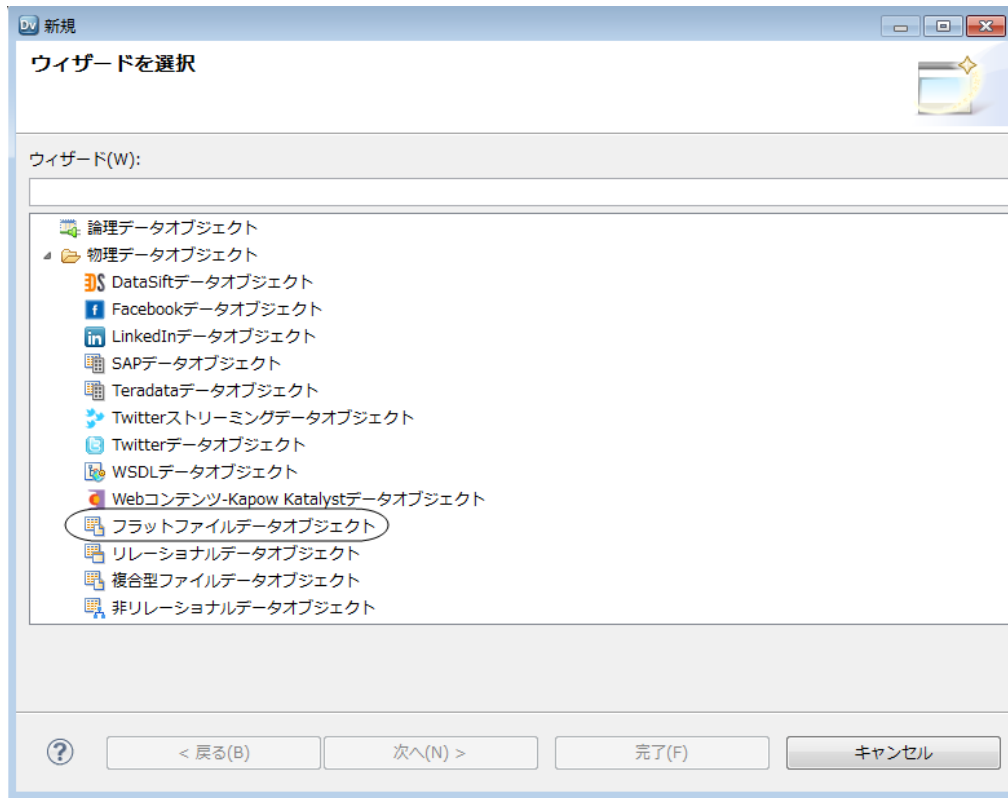 Dv 新規
ウィザードを選択
ウィザード(W):
論理データオブジェクト
物理データオブジェクト
DataSiftデータオブジェクト
Facebookデータオブジェクト
LinkedInデータオブジェクト
SAPデータオブジェクト
Teradataデータオブジェクト
Twitterストリーミングデータオブジェクト
Twitterデータオブジェクト
WSDLデータオブジェクト
Webコンテンツ-Kapow Katalystデータオブジェクト
フラットファイルデータオブジェクト
リレーショナルデータオブジェクト
複合型ファイルデータオブジェクト
非リレーショナルデータオブジェクト
? < 戻る(B) 次へ(N) > 完了(F) キャンセル